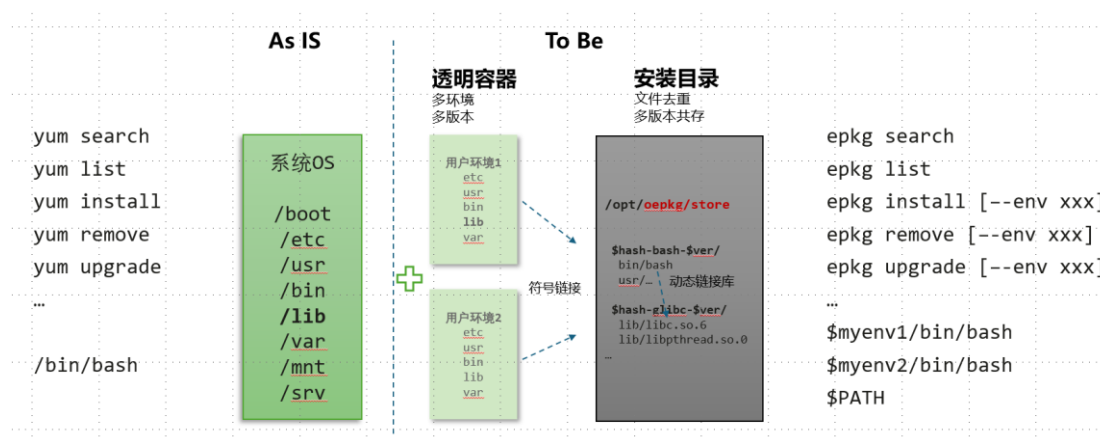 As IS
To Be
yum search
yum list
yum install
yum remove
yum upgrade
…
/bin/bash
系统OS
/boot
/etc
/usr
/bin
/lib
/var
/mnt
/srv
透明容器
多环境
多版本
用户环境1
etc
usr
bin
lib
var
用户环境2
etc
usr
bin
lib
var
符号链接
安装目录
文件去重
多版本共存
/opt/oepkg/store
$hash-bash-$ver/
bin/bash
usr/…
动态链接库
$hash-glibc-$ver/
lib/libc.so.6
lib/libpthread.so.0
…
epkg search
epkg list
epkg install [--env xxx]
epkg remove [--env xxx]
epkg upgrade [--env xxx]
…
$myenv1/bin/bash
$myenv2/bin/bash
$PATH